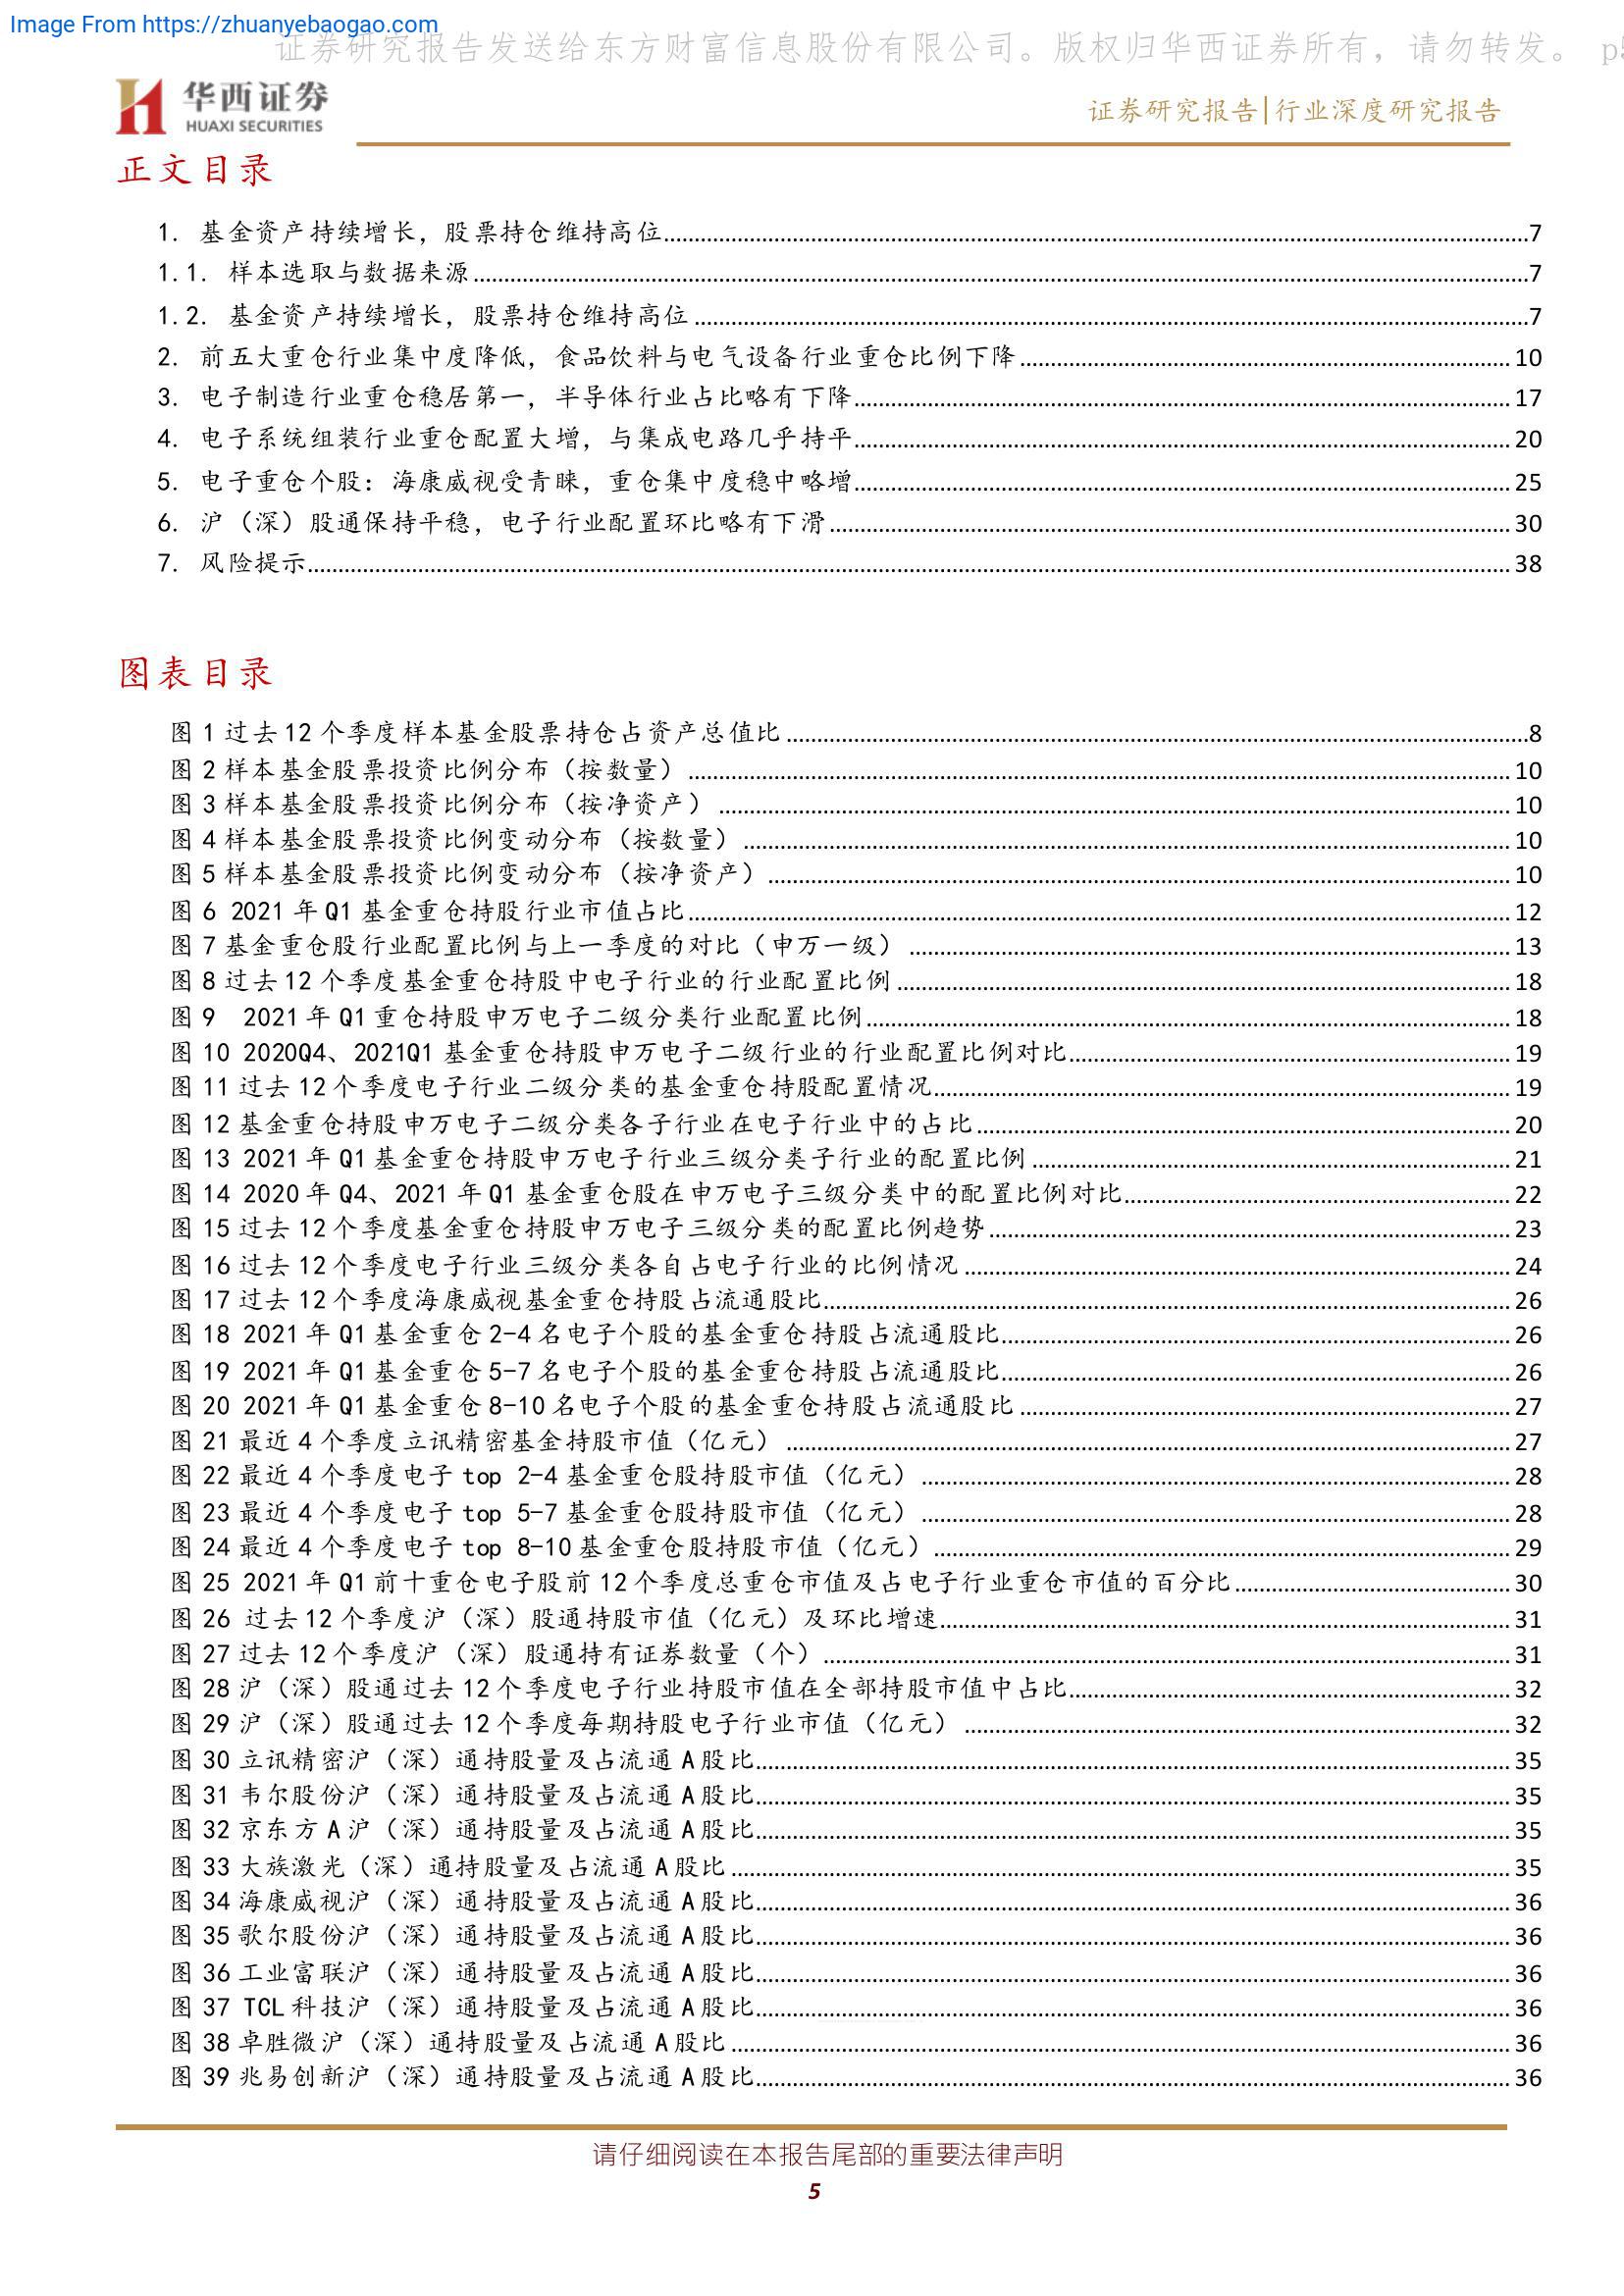 Image From https://zhuanyebaogao.com
证券研究报告发送给东方财富信息股份有限公司。版权归华西证券所有，请勿转发。 p5
华西证券
HUAXI SECURITIES
证券研究报告|行业深度研究报告
正文目录
1. 基金资产持续增长，股票持仓维持高位........7
1.1. 样本选取与数据来源........7
1.2. 基金资产持续增长，股票持仓维持高位........7
2. 前五大重仓行业集中度降低，食品饮料与电气设备行业重仓比例下降........10
3. 电子制造行业重仓稳居第一，半导体行业占比略有下降........17
4. 电子系统组装行业重仓配置大增，与集成电路几乎持平........20
5. 电子重仓个股：海康威视受青睐，重仓集中度稳中略增........25
6. 沪（深）股通保持平稳，电子行业配置环比略有下滑........30
7. 风险提示........38
图表目录
图 1 过去 12 个季度样本基金股票持仓占资产总值比........8
图 2 样本基金股票投资比例分布（按数量）........10
图 3 样本基金股票投资比例分布（按净资产）........10
图 4 样本基金股票投资比例变动分布（按数量）........10
图 5 样本基金股票投资比例变动分布（按净资产）........10
图 6 2021 年 Q1 基金重仓持股行业市值占比........12
图 7 基金重仓股行业配置比例与上一季度的对比（申万一级）........13
图 8 过去 12 个季度基金重仓持股中电子行业的行业配置比例........18
图 9 2021 年 Q1 重仓持股申万电子二级分类行业配置比例........18
图 10 2020Q4、2021Q1 基金重仓持股申万电子二级行业的行业配置比例对比........19
图 11 过去 12 个季度电子行业二级分类的基金重仓持股配置情况........19
图 12 基金重仓持股申万电子二级分类各子行业在电子行业中的占比........20
图 13 2021 年 Q1 基金重仓持股申万电子行业三级分类子行业的配置比例........21
图 14 2020 年 Q4、2021 年 Q1 基金重仓股在申万电子三级分类中的配置比例对比........22
图 15 过去 12 个季度基金重仓持股申万电子三级分类的配置比例趋势........23
图 16 过去 12 个季度电子行业三级分类各自占电子行业的比例情况........24
图 17 过去 12 个季度海康威视基金重仓持股占流通股比........26
图 18 2021 年 Q1 基金重仓 2-4 名电子个股的基金重仓持股占流通股比........26
图 19 2021 年 Q1 基金重仓 5-7 名电子个股的基金重仓持股占流通股比........26
图 20 2021 年 Q1 基金重仓 8-10 名电子个股的基金重仓持股占流通股比........27
图 21 最近 4 个季度立讯精密基金持股市值（亿元）........27
图 22 最近 4 个季度电子 top 2-4 基金重仓股持股市值（亿元）........28
图 23 最近 4 个季度电子 top 5-7 基金重仓股持股市值（亿元）........28
图 24 最近 4 个季度电子 top 8-10 基金重仓股持股市值（亿元）........29
图 25 2021 年 Q1 前十重仓电子股前 12 个季度总重仓市值及占电子行业重仓市值的百分比........30
图 26 过去 12 个季度沪（深）股通持股市值（亿元）及环比增速........31
图 27 过去 12 个季度沪（深）股通持有证券数量（个）........31
图 28 沪（深）股通过去 12 个季度电子行业持股市值在全部持股市值中占比........32
图 29 沪（深）股通过去 12 个季度每期持股电子行业市值（亿元）........32
图 30 立讯精密沪（深）通持股量及占流通 A 股比........35
图 31 韦尔股份沪（深）通持股量及占流通 A 股比........35
图 32 京东方 A 沪（深）通持股量及占流通 A 股比........35
图 33 大族激光（深）通持股量及占流通 A 股比........35
图 34 海康威视沪（深）通持股量及占流通 A 股比........36
图 35 歌尔股份沪（深）通持股量及占流通 A 股比........36
图 36 工业富联沪（深）通持股量及占流通 A 股比........36
图 37 TCL 科技沪（深）通持股量及占流通 A 股比........36
图 38 卓胜微沪（深）通持股量及占流通 A 股比........36
图 39 兆易创新沪（深）通持股量及占流通 A 股比........36
请仔细阅读在本报告尾部的重要法律声明
5